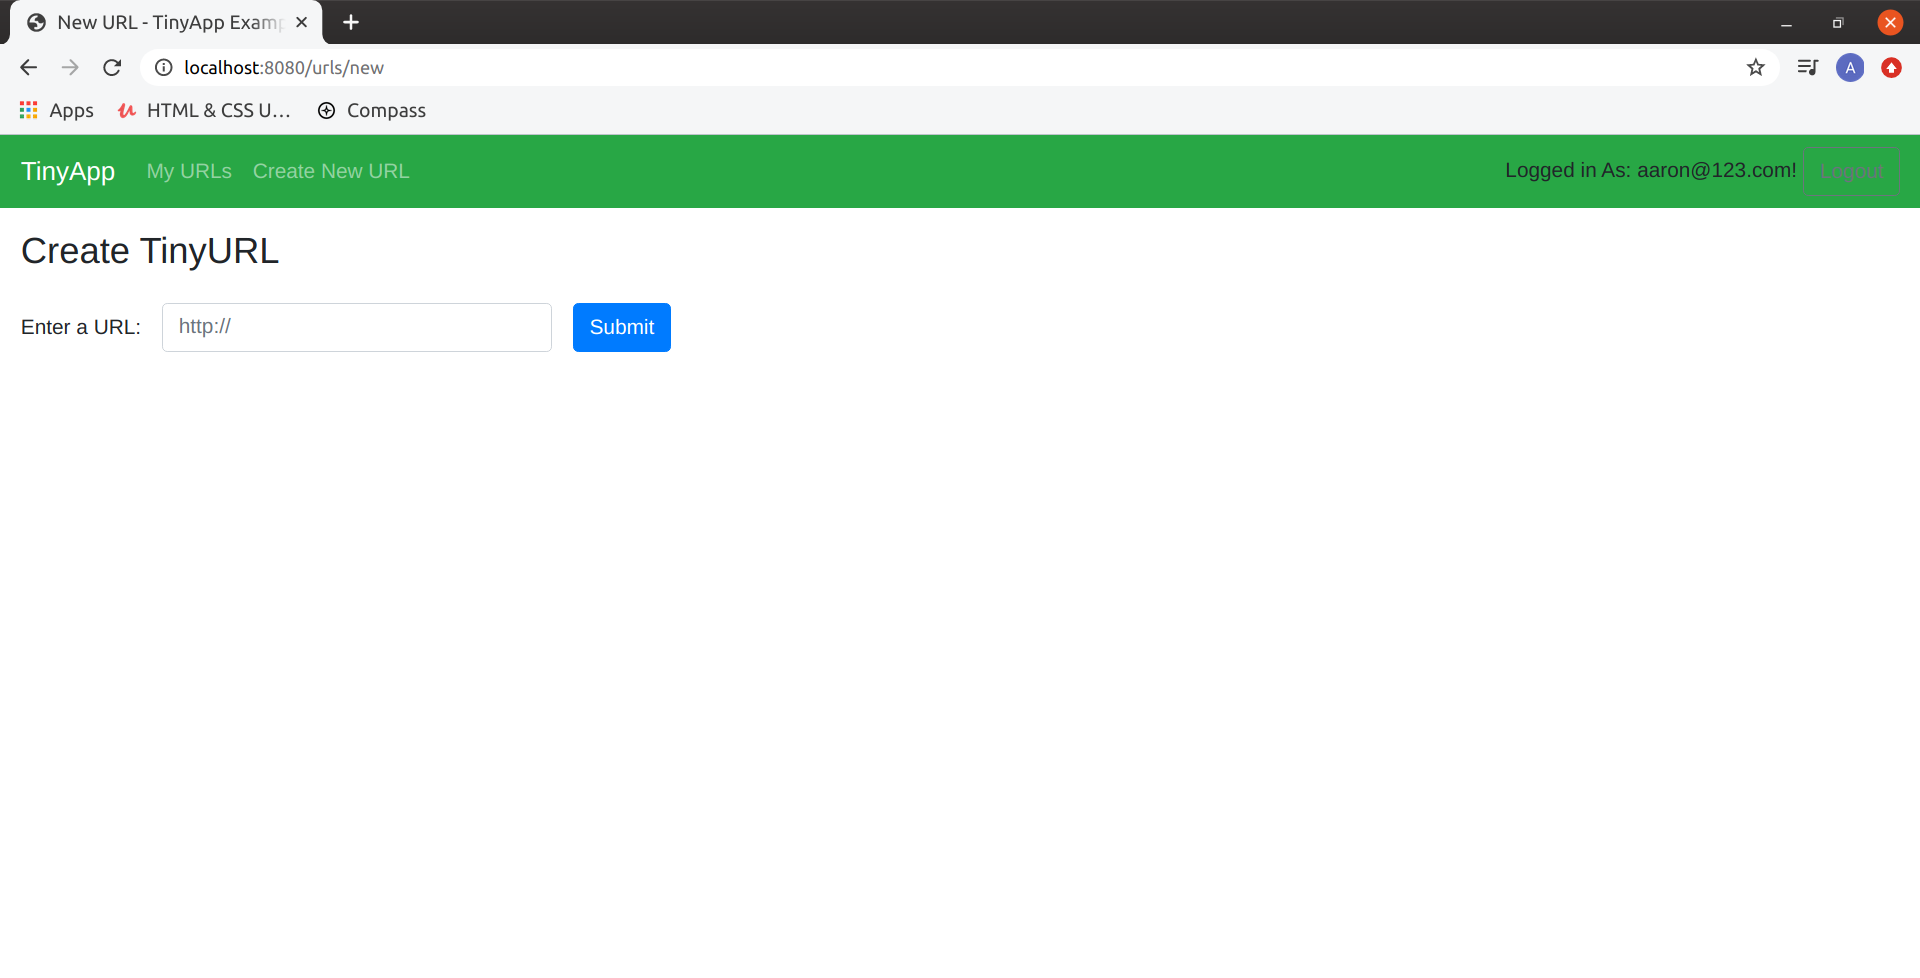 New URL - TinyApp Examp
localhost:8080/urls/new
A
Apps HTML & CSS U... Compass
TinyApp My URLs Create New URL Logged in As: aaron@123.com! Logout
Create TinyURL
Enter a URL: http:// Submit